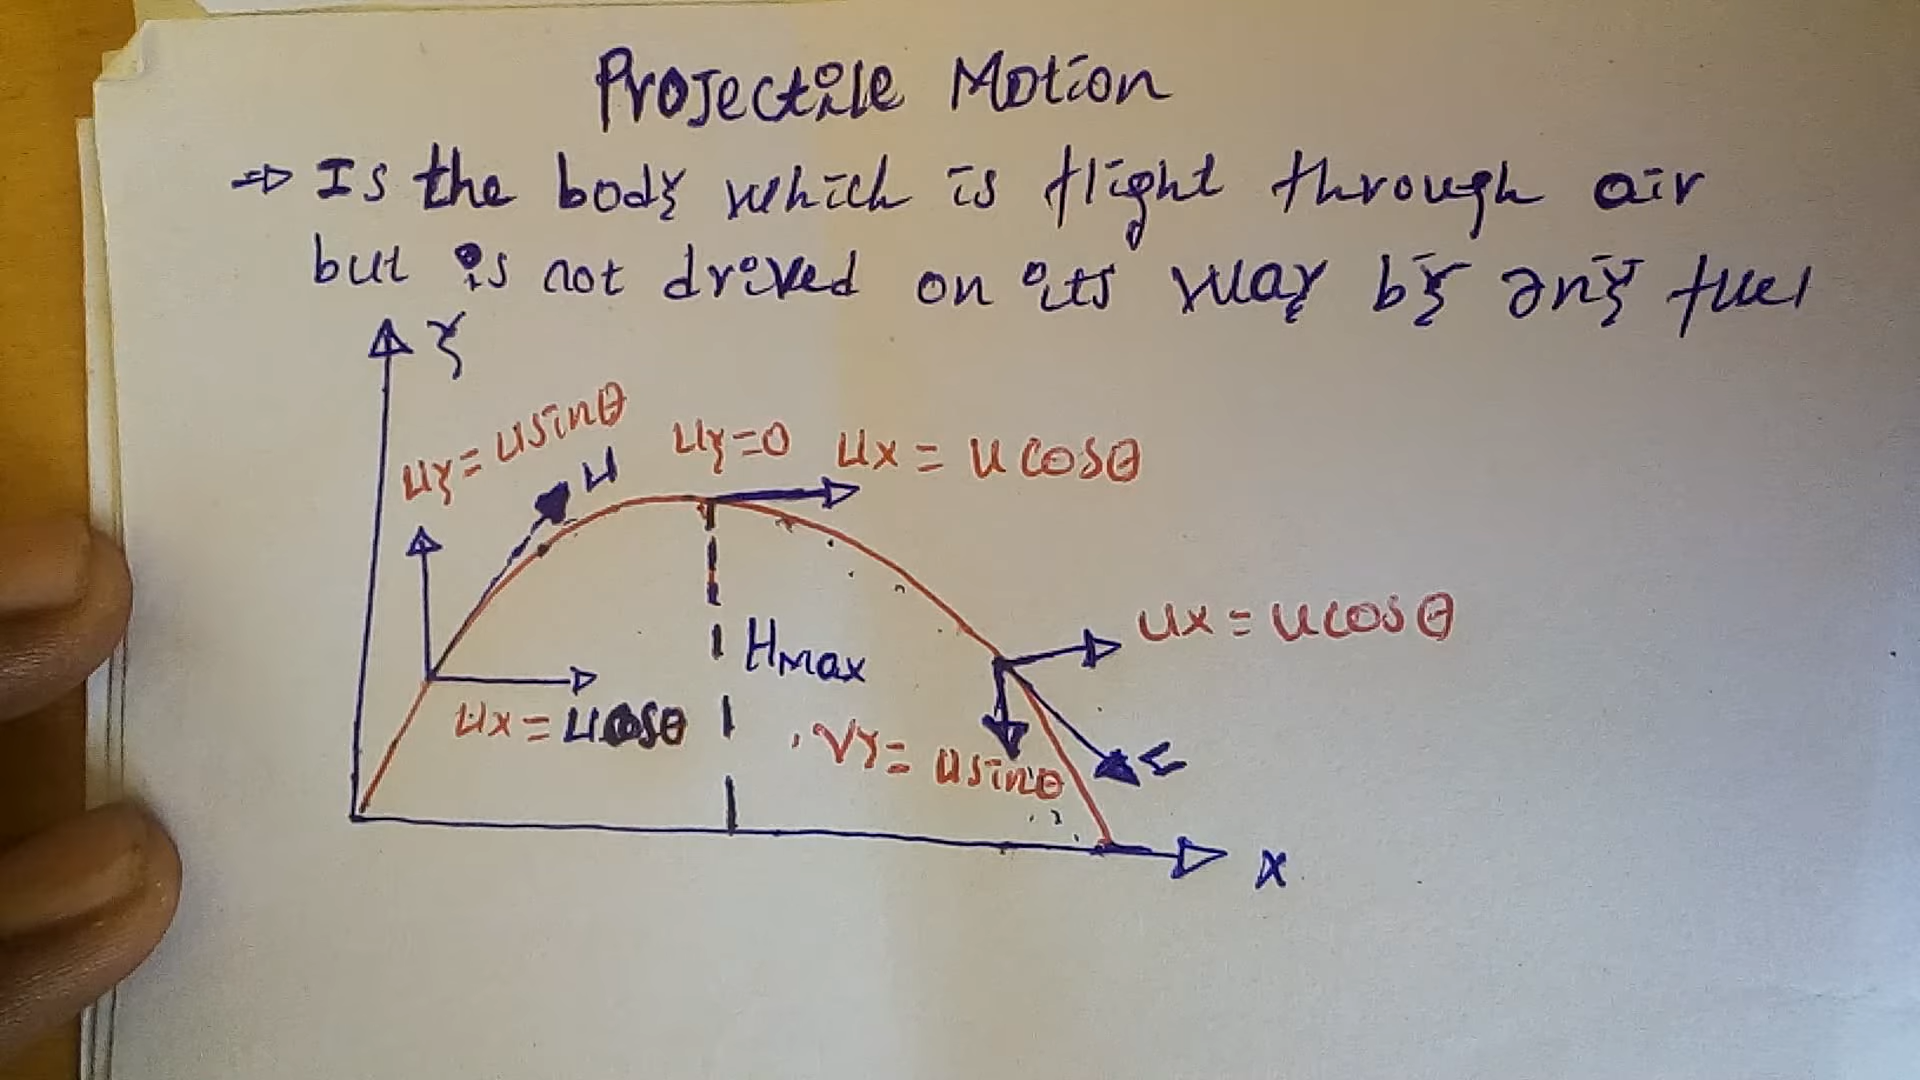 Projectile Motion
⇒ Is the body which is flight through air
but is not drived on its way by any fuel
y
uy = usinθ
u
uy=0
ux = u cosθ
Hmax
ux = ucosθ
ux = ucosθ
Vy = usinθ
x